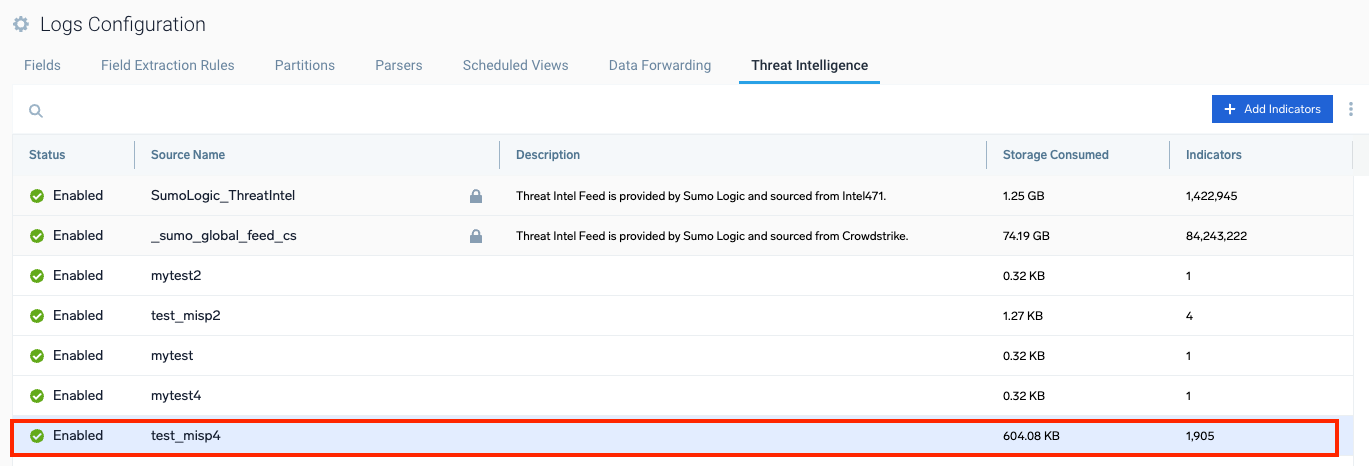 Logs Configuration
Fields Field Extraction Rules Partitions Parsers Scheduled Views Data Forwarding Threat Intelligence
+ Add Indicators
Status Source Name Description Storage Consumed Indicators
Enabled SumoLogic_ThreatIntel Threat Intel Feed is provided by Sumo Logic and sourced from Intel471. 1.25 GB 1,422,945
Enabled _sumo_global_feed_cs Threat Intel Feed is provided by Sumo Logic and sourced from Crowdstrike. 74.19 GB 84,243,222
Enabled mytest2 0.32 KB 1
Enabled test_misp2 1.27 KB 4
Enabled mytest 0.32 KB 1
Enabled mytest4 0.32 KB 1
Enabled test_misp4 604.08 KB 1,905